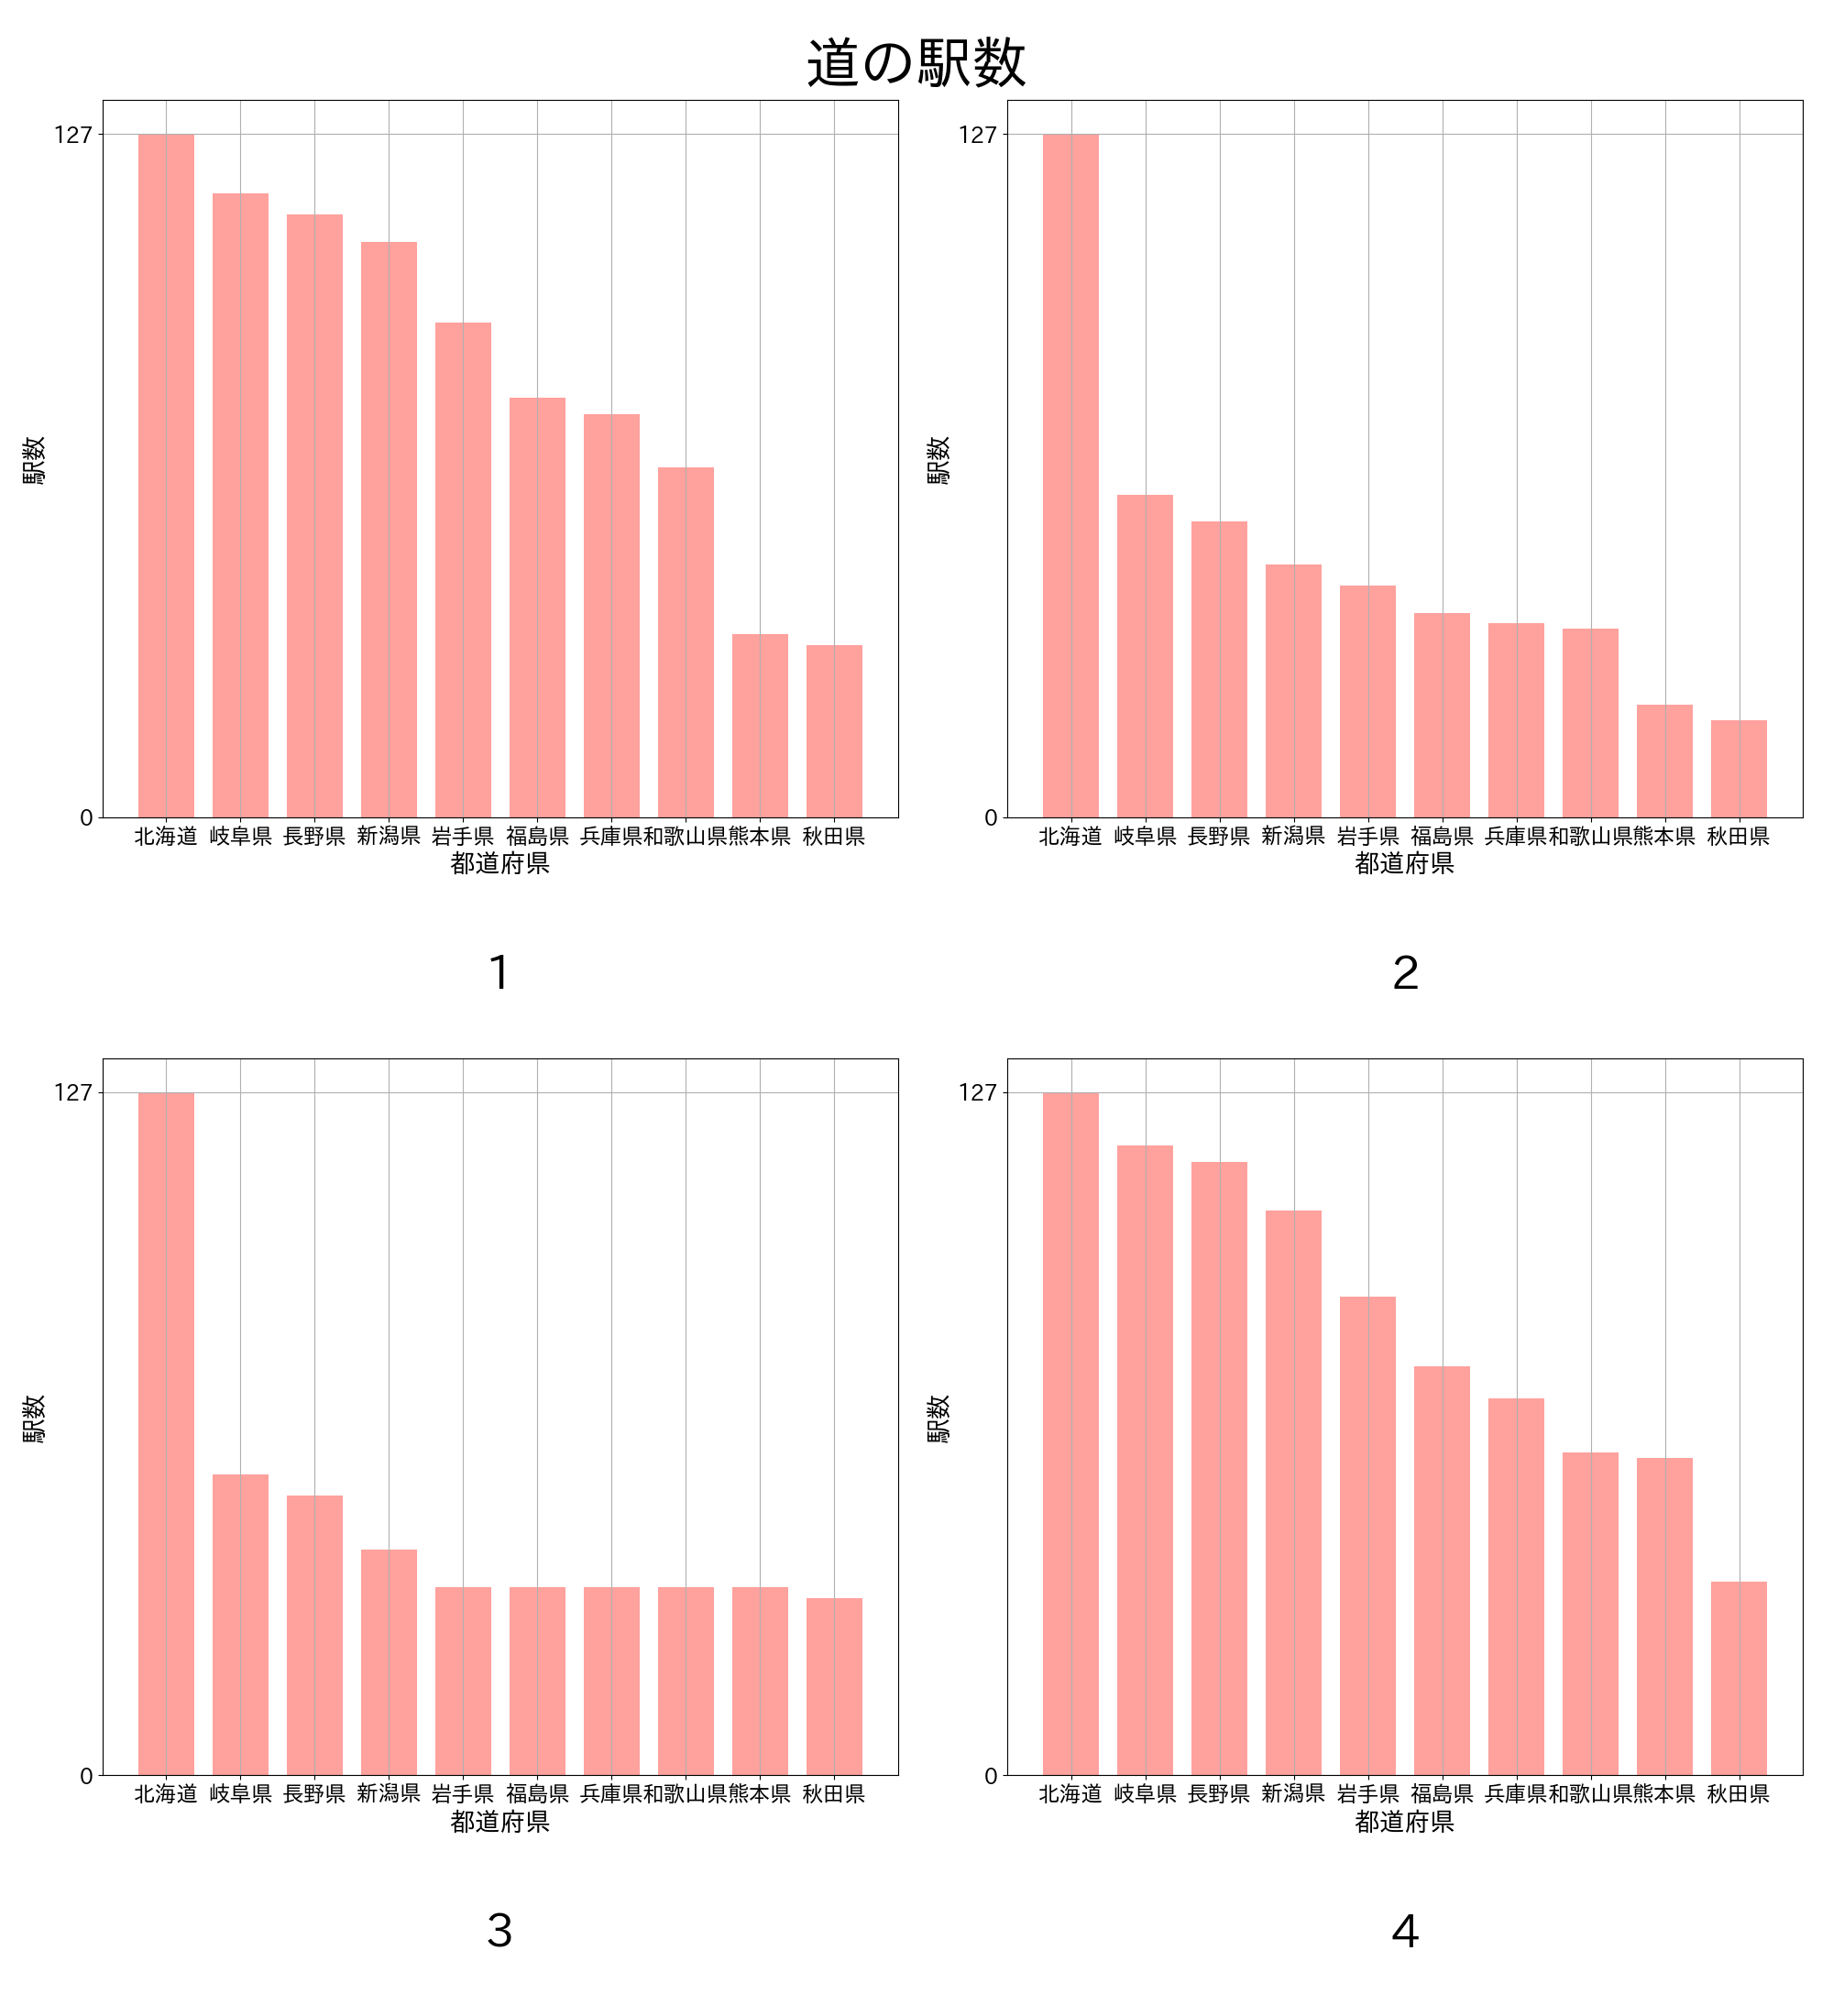 道の駅数
127
0
駅数
北海道 岐阜県 長野県 新潟県 岩手県 福島県 兵庫県 和歌山県 熊本県 秋田県
都道府県
1
127
0
駅数
北海道 岐阜県 長野県 新潟県 岩手県 福島県 兵庫県 和歌山県 熊本県 秋田県
都道府県
2
127
0
駅数
北海道 岐阜県 長野県 新潟県 岩手県 福島県 兵庫県 和歌山県 熊本県 秋田県
都道府県
3
127
0
駅数
北海道 岐阜県 長野県 新潟県 岩手県 福島県 兵庫県 和歌山県 熊本県 秋田県
都道府県
4